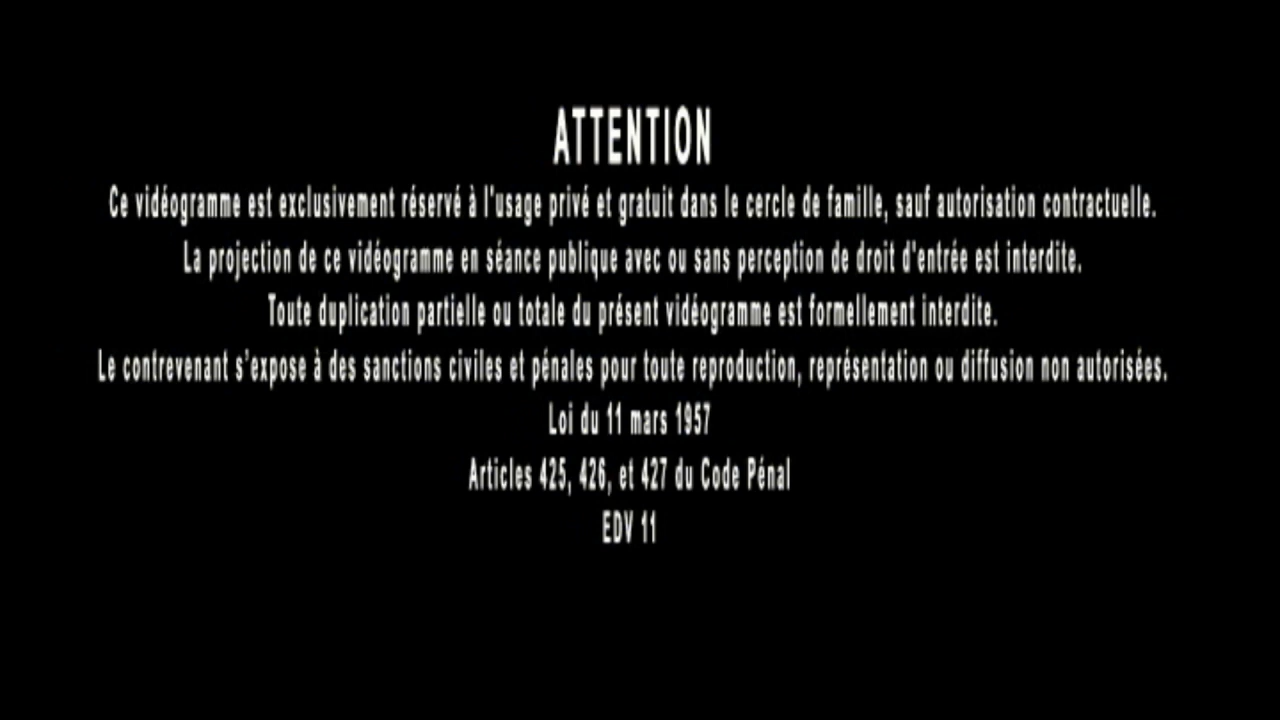 ATTENTION
Ce vidéogramme est exclusivement réservé à l'usage privé et gratuit dans le cercle de famille, sauf autorisation contractuelle.
La projection de ce vidéogramme en séance publique avec ou sans perception de droit d'entrée est interdite.
Toute duplication partielle ou totale du présent vidéogramme est formellement interdite.
Le contrevenant s'expose à des sanctions civiles et pénales pour toute reproduction, représentation ou diffusion non autorisées.
Loi du 11 mars 1957
Articles 425, 426, et 427 du Code Pénal
EDV 11